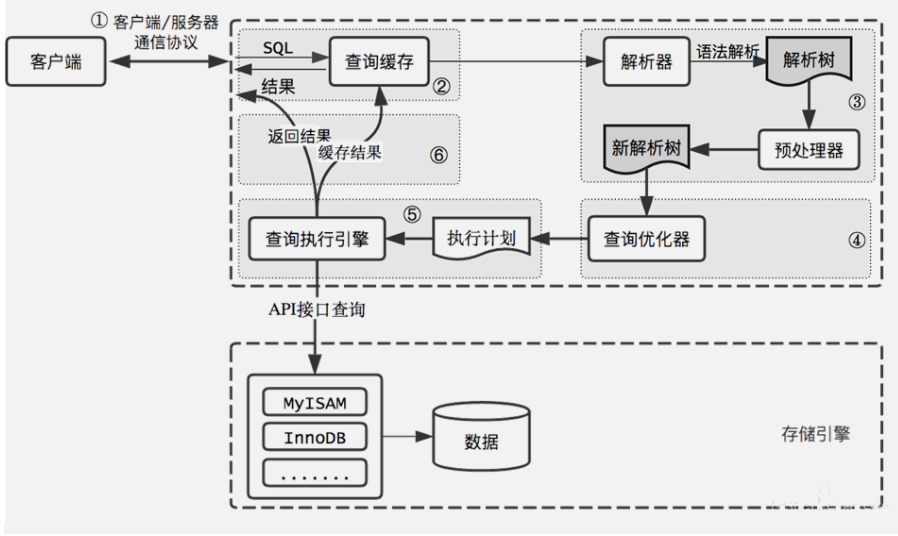 ① 客户端/服务器
通信协议
客户端
SQL
查询缓存
结果
②
解析器
语法解析
解析树
③
预处理器
新解析树
返回结果
缓存结果
⑥
⑤
查询执行引擎
执行计划
查询优化器
④
API接口查询
MyISAM
InnoDB
.......
数据
存储引擎